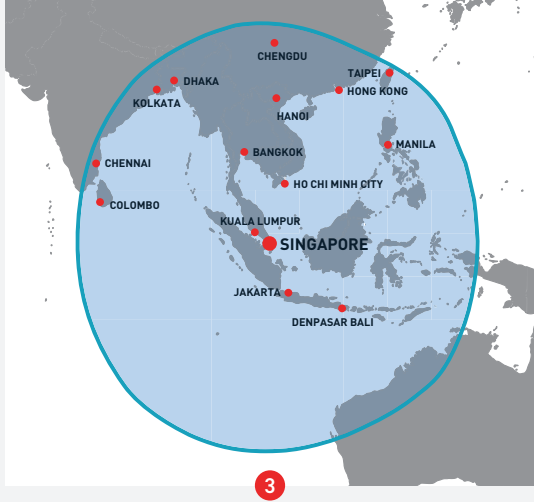 CHENGDU
TAIPEI
DHAKA
HONG KONG
KOLKATA
HANOI
MANILA
BANGKOK
CHENNAI
HO CHI MINH CITY
COLOMBO
KUALA LUMPUR
SINGAPORE
JAKARTA
DENPASAR BALI
3